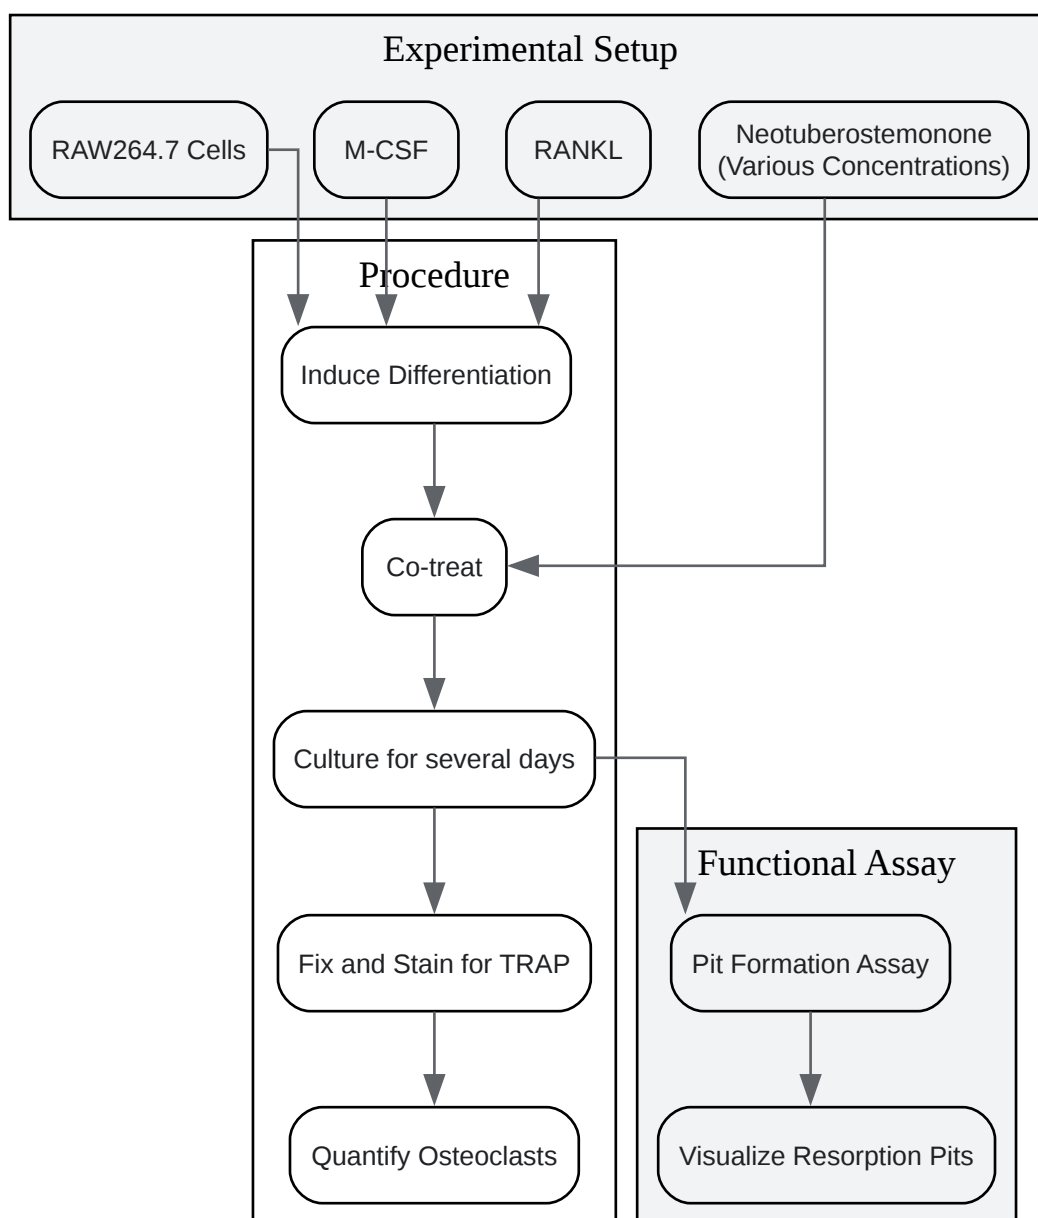 Experimental Setup
RAW264.7 Cells
M-CSF
RANKL
Neotuberostemonone
(Various Concentrations)
Procedure
Induce Differentiation
Co-treat
Culture for several days
Functional Assay
Fix and Stain for TRAP
Pit Formation Assay
Quantify Osteoclasts
Visualize Resorption Pits